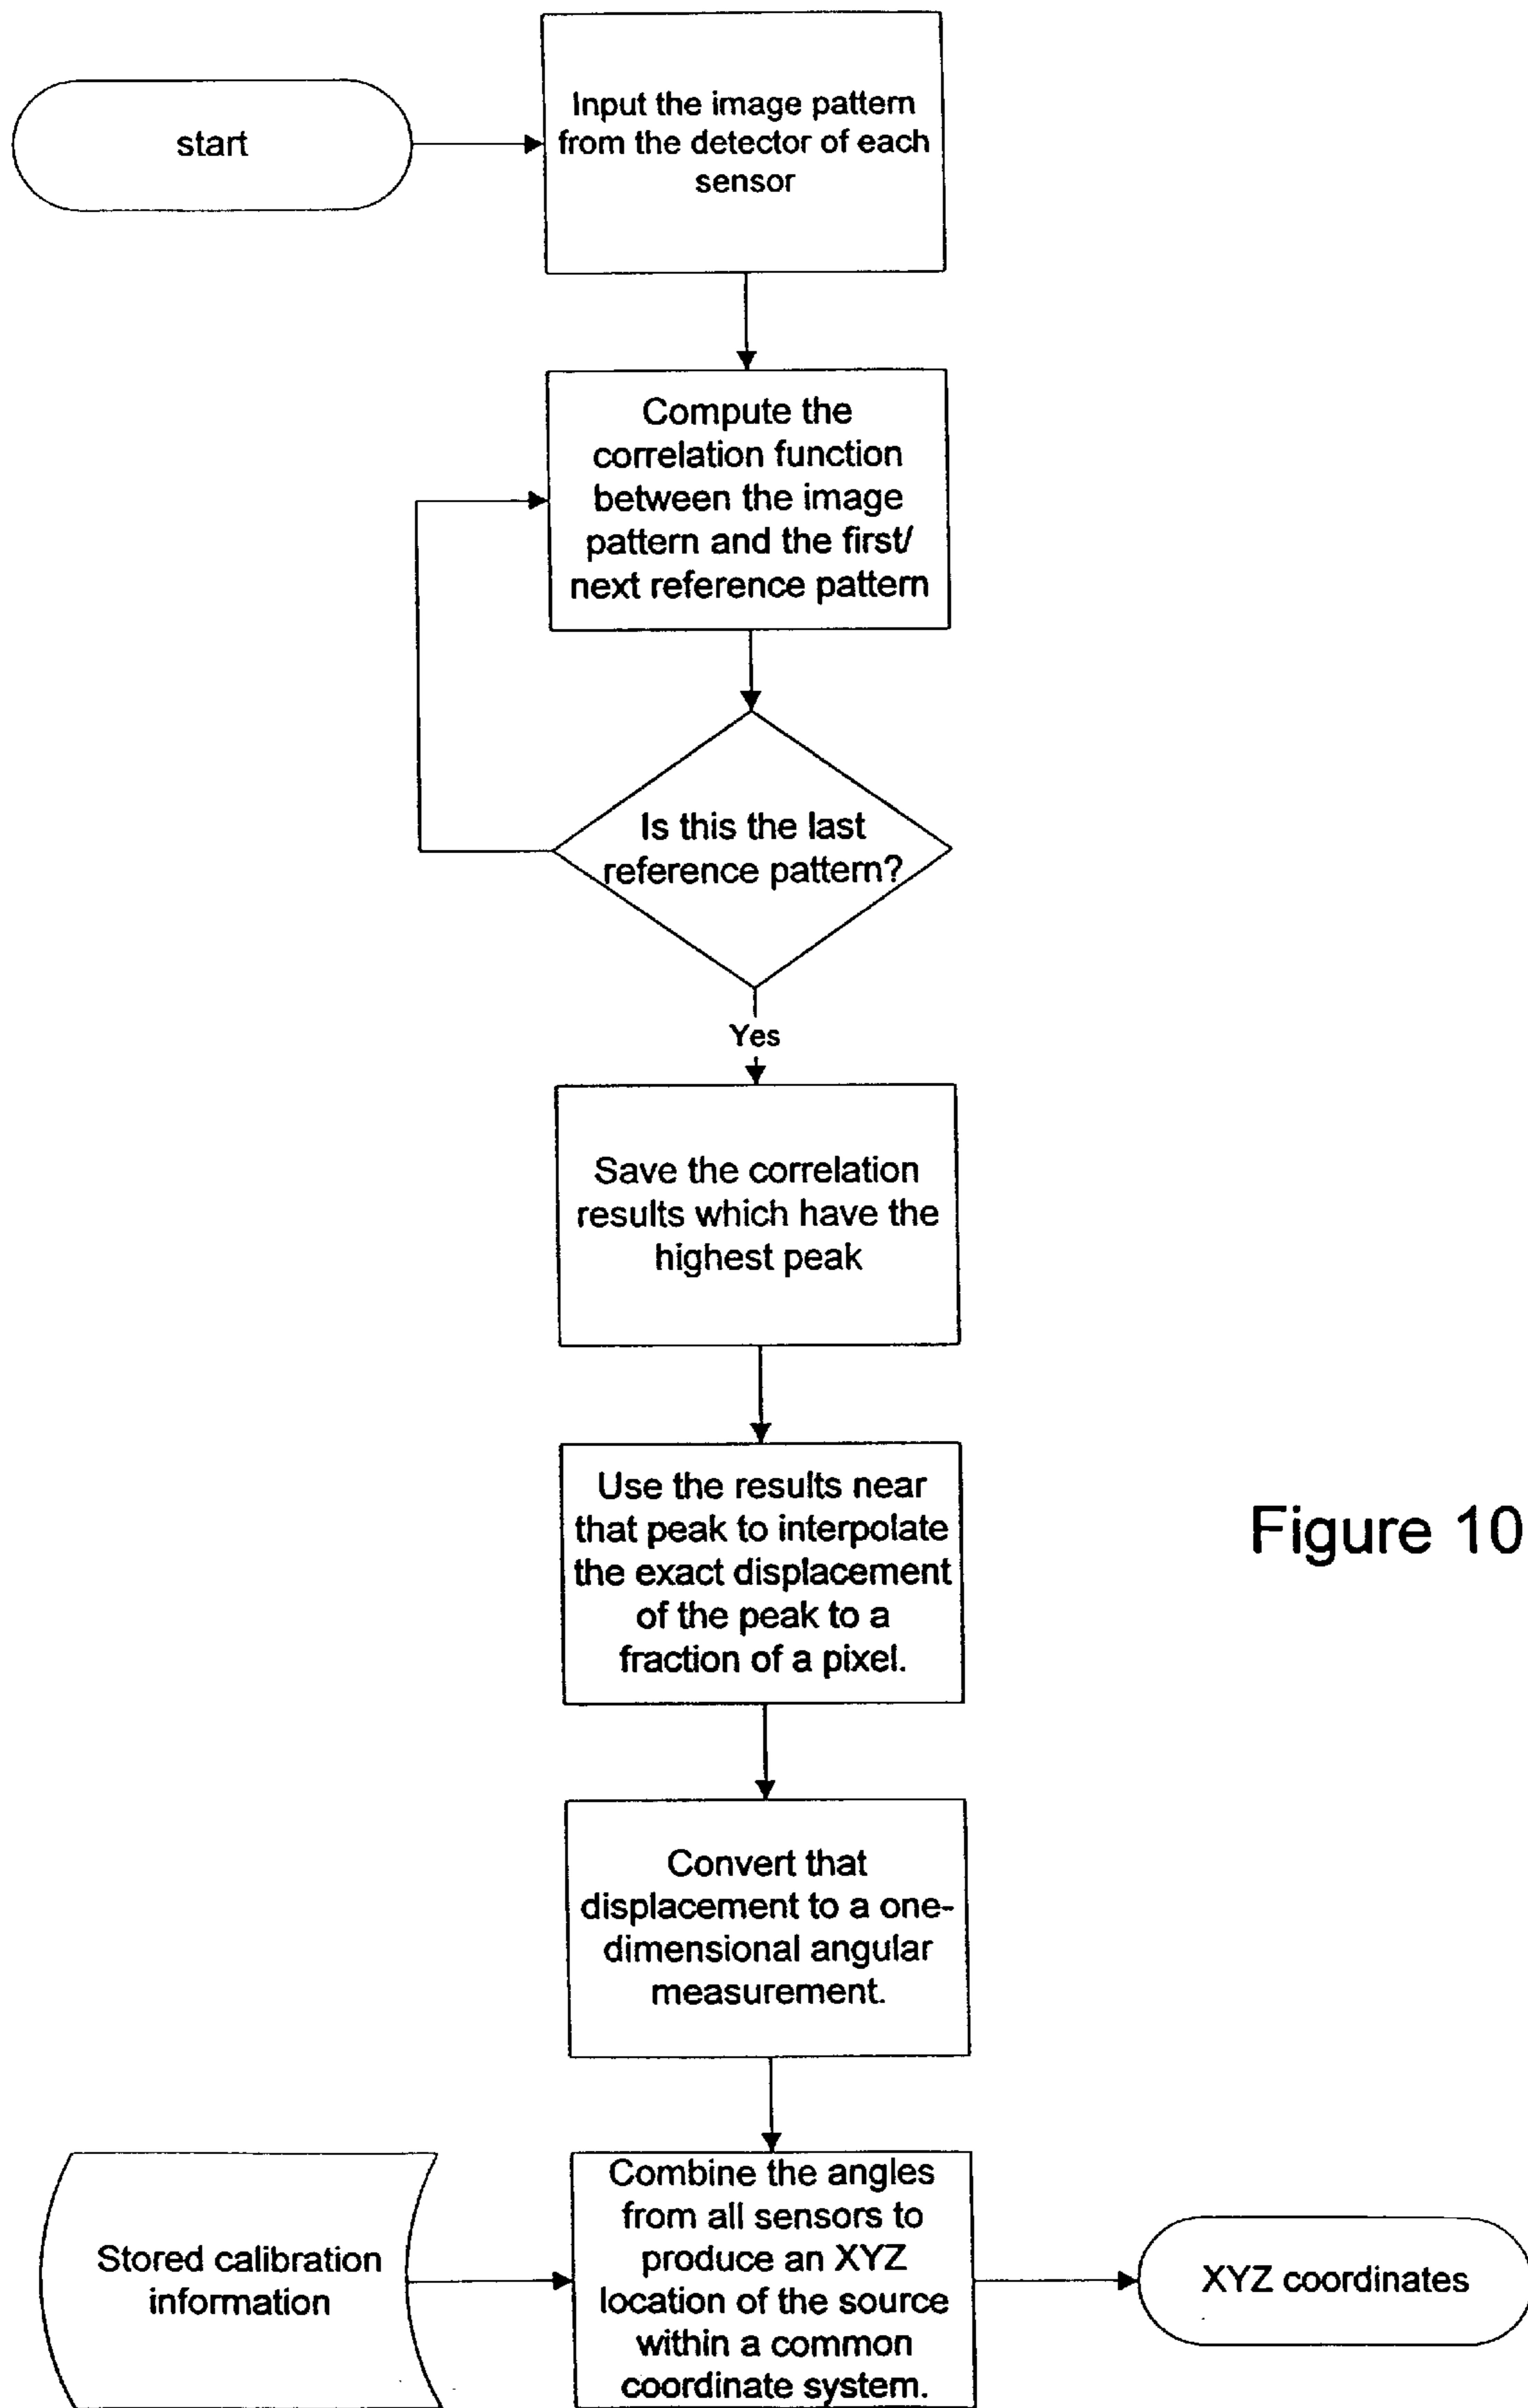 start
Input the image pattern
from the detector of each
sensor
Compute the
correlation function
between the image
pattern and the first/
next reference pattern
Is this the last
reference pattern?
Yes
Save the correlation
results which have the
highest peak
Use the results near
that peak to interpolate
the exact displacement
of the peak to a
fraction of a pixel.
Figure 10
Convert that
displacement to a one-
dimensional angular
measurement.
Stored calibration
information
Combine the angles
from all sensors to
produce an XYZ
location of the source
within a common
coordinate system.
XYZ coordinates